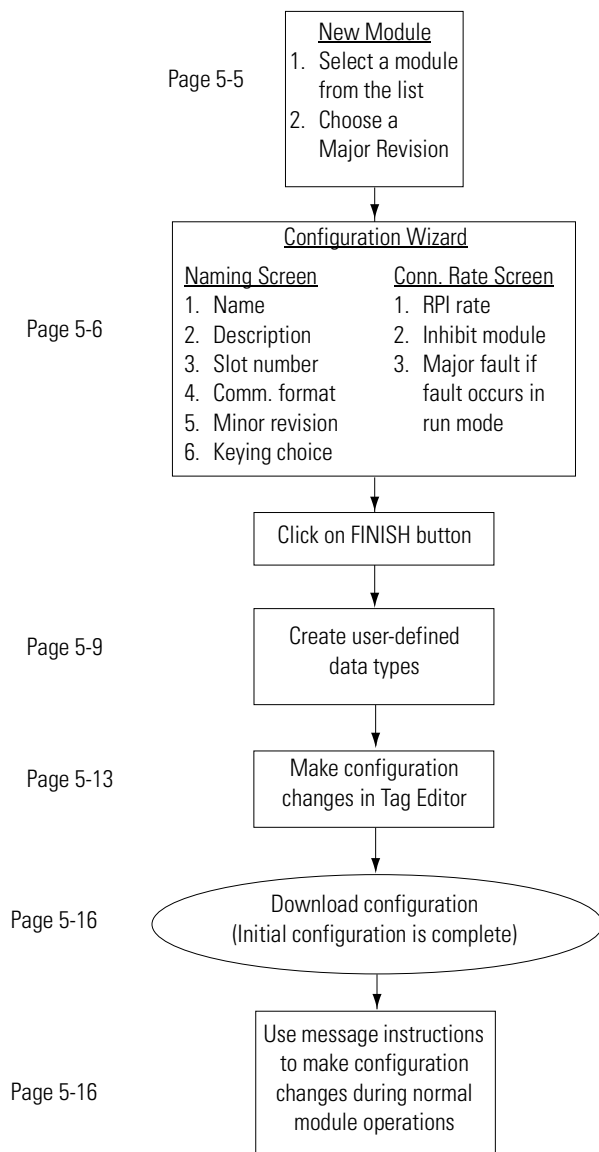 New Module
Page 5-5
1. Select a module
from the list
2. Choose a
Major Revision
Configuration Wizard
Page 5-6
Naming Screen
1. Name
2. Description
3. Slot number
4. Comm. format
5. Minor revision
6. Keying choice
Conn. Rate Screen
1. RPI rate
2. Inhibit module
3. Major fault if
fault occurs in
run mode
Click on FINISH button
Page 5-9
Create user-defined
data types
Page 5-13
Make configuration
changes in Tag Editor
Page 5-16
Download configuration
(Initial configuration is complete)
Page 5-16
Use message instructions
to make configuration
changes during normal
module operations